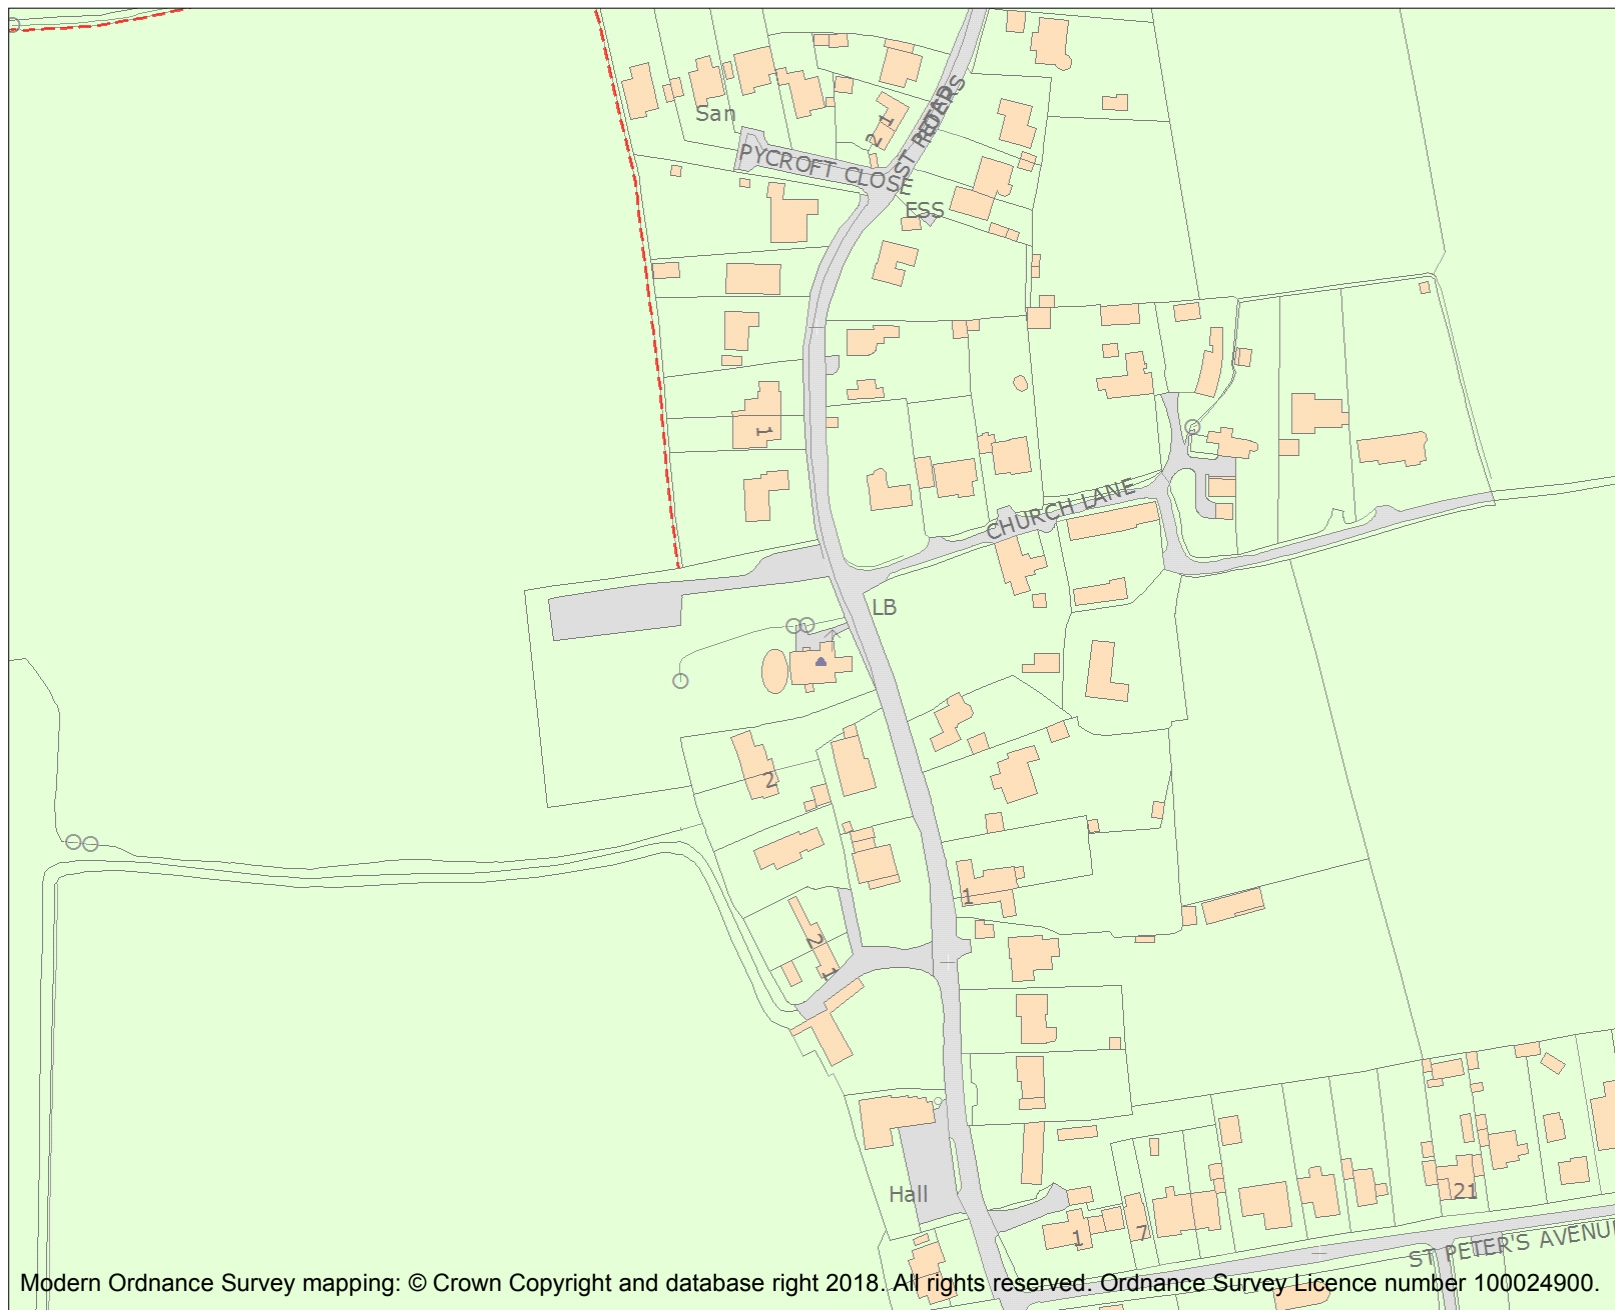 San
2 1
ST PETERS
ROAD
PYCROFT CLOSE
ESS
1
CHURCH LANE
LB
2
1
2
1
Hall
21
1
7
ST PETER'S AVENU
Modern Ordnance Survey mapping: © Crown Copyright and database right 2018. All rights reserved. Ordnance Survey Licence number 100024900.